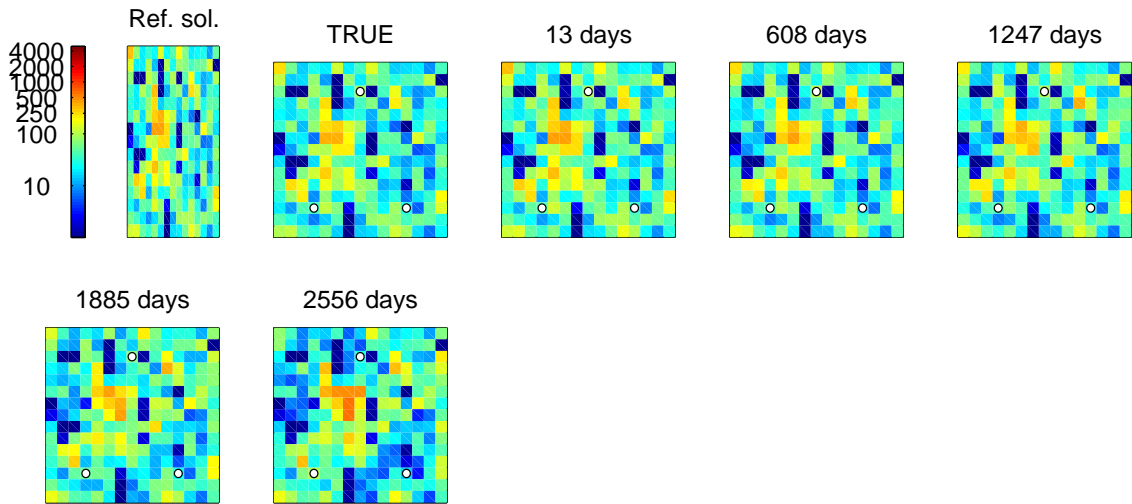 Ref. sol.
TRUE
13 days
608 days
1247 days
4000
2000
1000
500
250
100
10
1885 days
2556 days